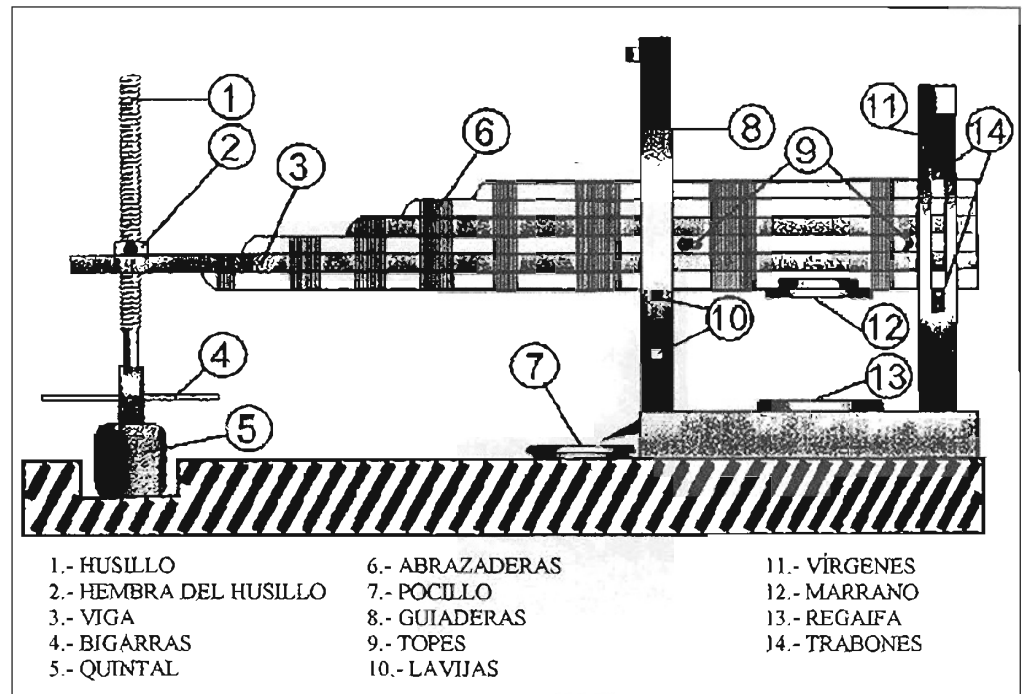 1
2
3
4
5
6
7
8
9
10
11
12
13
14
1.- HUSILLO
2.- HEMBRA DEL HUSILLO
3.- VIGA
4.- BIGARRAS
5.- QUINTAL
6.- ABRAZADERAS
7.- POCILLO
8.- GUIADERAS
9.- TOPES
10.- LAVIJAS
11.- VÍRGENES
12.- MARRANO
13.- REGAIFA
14.- TRABONES